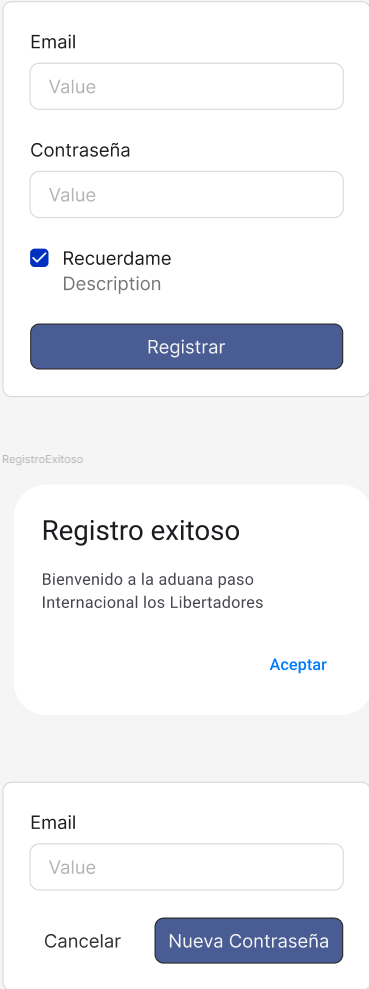 Email
Value
Contraseña
Value
Recuerdame
Description
Registrar
RegistroExitoso
Registro exitoso
Bienvenido a la aduana paso
Internacional los Libertadores
Aceptar
Email
Value
Cancelar
Nueva Contraseña